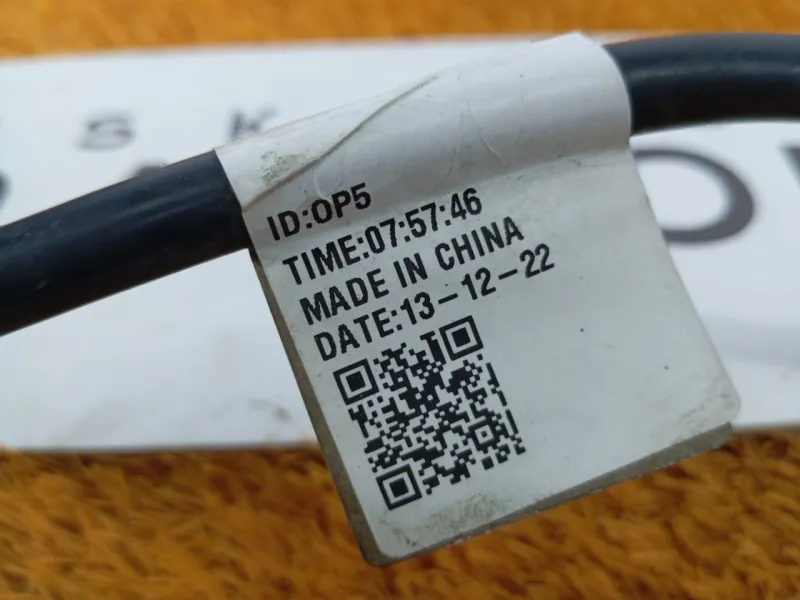 S K
ID:OP5
TIME:07:57:46
MADE IN CHINA
DATE:13-12-22